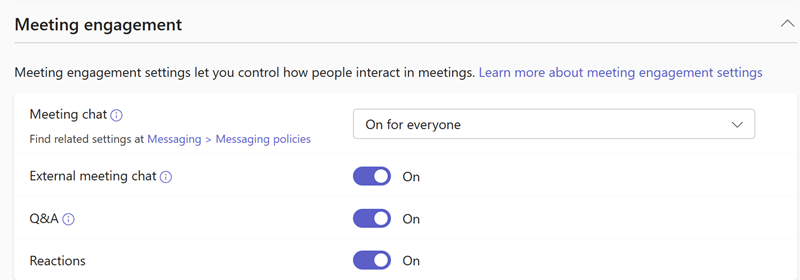 Meeting engagement
Meeting engagement settings let you control how people interact in meetings. Learn more about meeting engagement settings
Meeting chat
On for everyone
Find related settings at Messaging > Messaging policies
External meeting chat
On
Q&A
On
Reactions
On